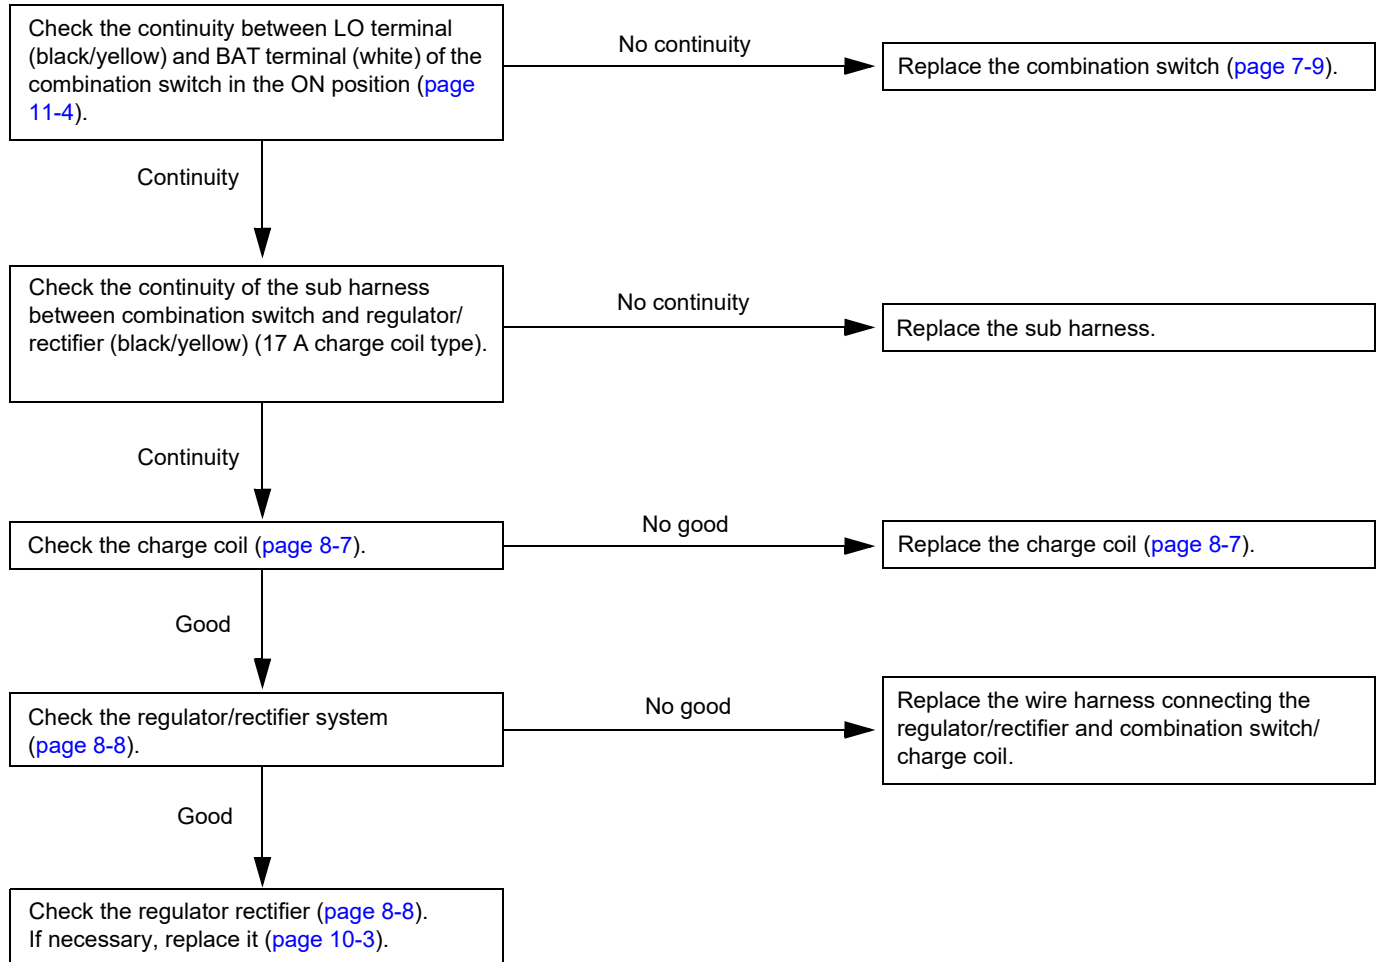 Check the continuity between LO terminal
(black/yellow) and BAT terminal (white) of the
combination switch in the ON position (page
11-4).
No continuity
Replace the combination switch (page 7-9).
Continuity
Check the continuity of the sub harness
between combination switch and regulator/
rectifier (black/yellow) (17 A charge coil type).
No continuity
Replace the sub harness.
Continuity
Check the charge coil (page 8-7).
No good
Replace the charge coil (page 8-7).
Good
Check the regulator/rectifier system
(page 8-8).
No good
Replace the wire harness connecting the
regulator/rectifier and combination switch/
charge coil.
Good
Check the regulator rectifier (page 8-8).
If necessary, replace it (page 10-3).